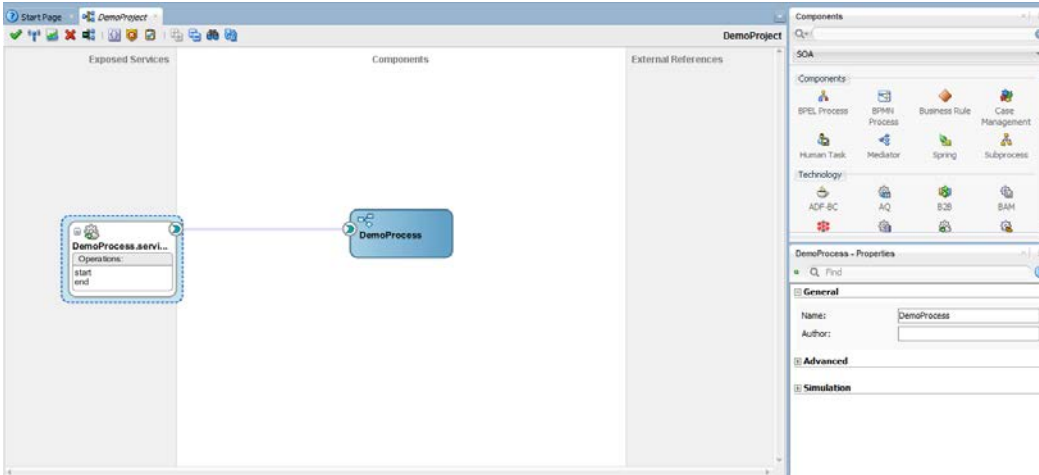 Start Page
DemoProject
DemoProject
Exposed Services
Components
External References
DemoProcess.servi...
Operations:
start
end
DemoProcess
Components
SOA
Components
BPEL Process
BPMN Process
Business Rule
Case Management
Human Task
Mediator
Spring
Subprocess
Technology
ADF-BC
AQ
B2B
BAM
DemoProcess - Properties
Find
General
Name:
DemoProcess
Author:
Advanced
Simulation